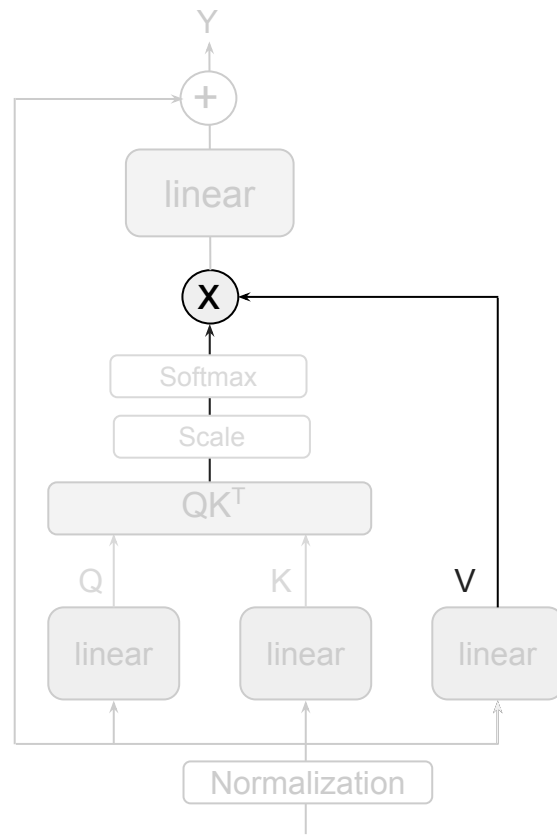 Y
+
linear
X
Softmax
Scale
QKᵀ
Q K V
linear linear linear
Normalization